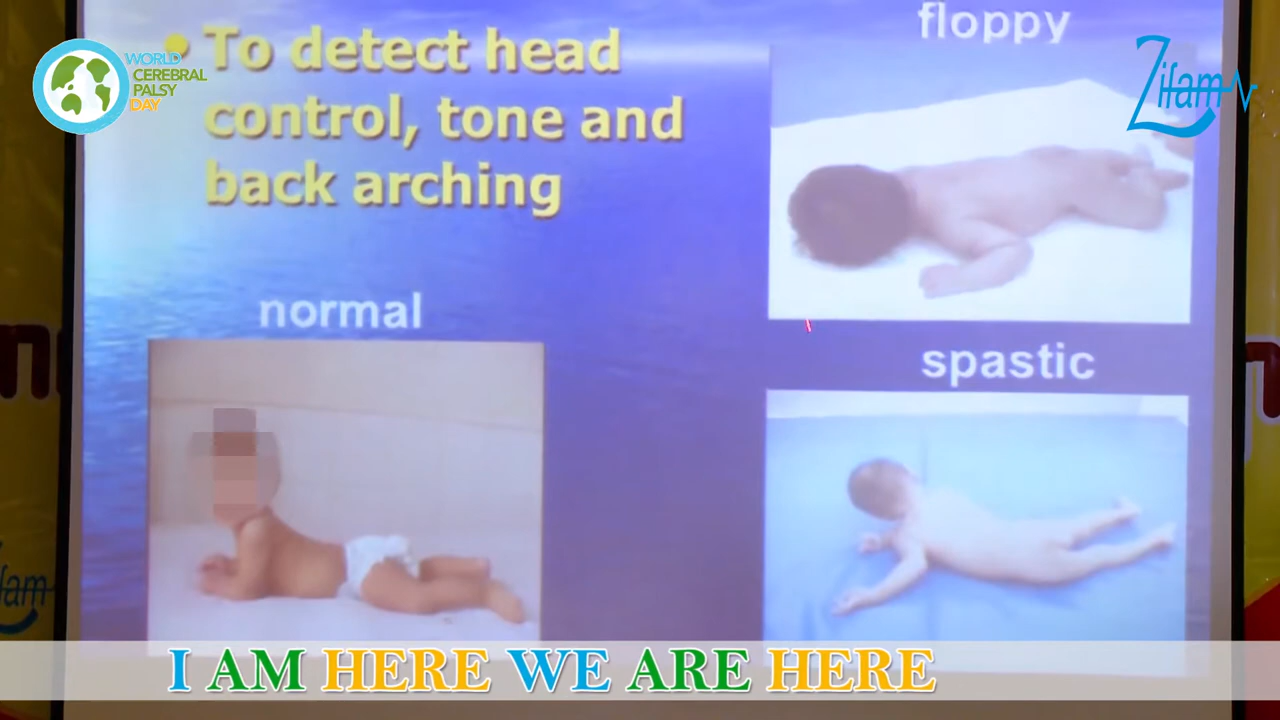 WORLD
CEREBRAL
PALSY
DAY
• To detect head
control, tone and
back arching
floppy
Zifam
normal
spastic
I AM HERE WE ARE HERE